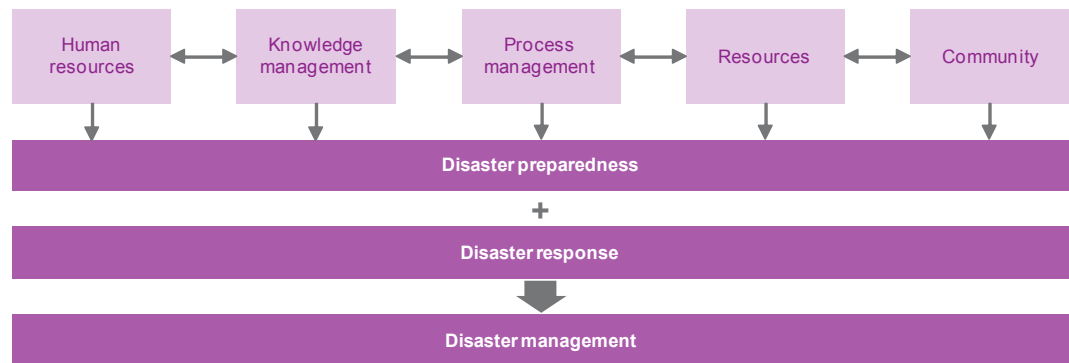 Human
resources
Knowledge
management
Process
management
Resources
Community
Disaster preparedness
+
Disaster response
Disaster management